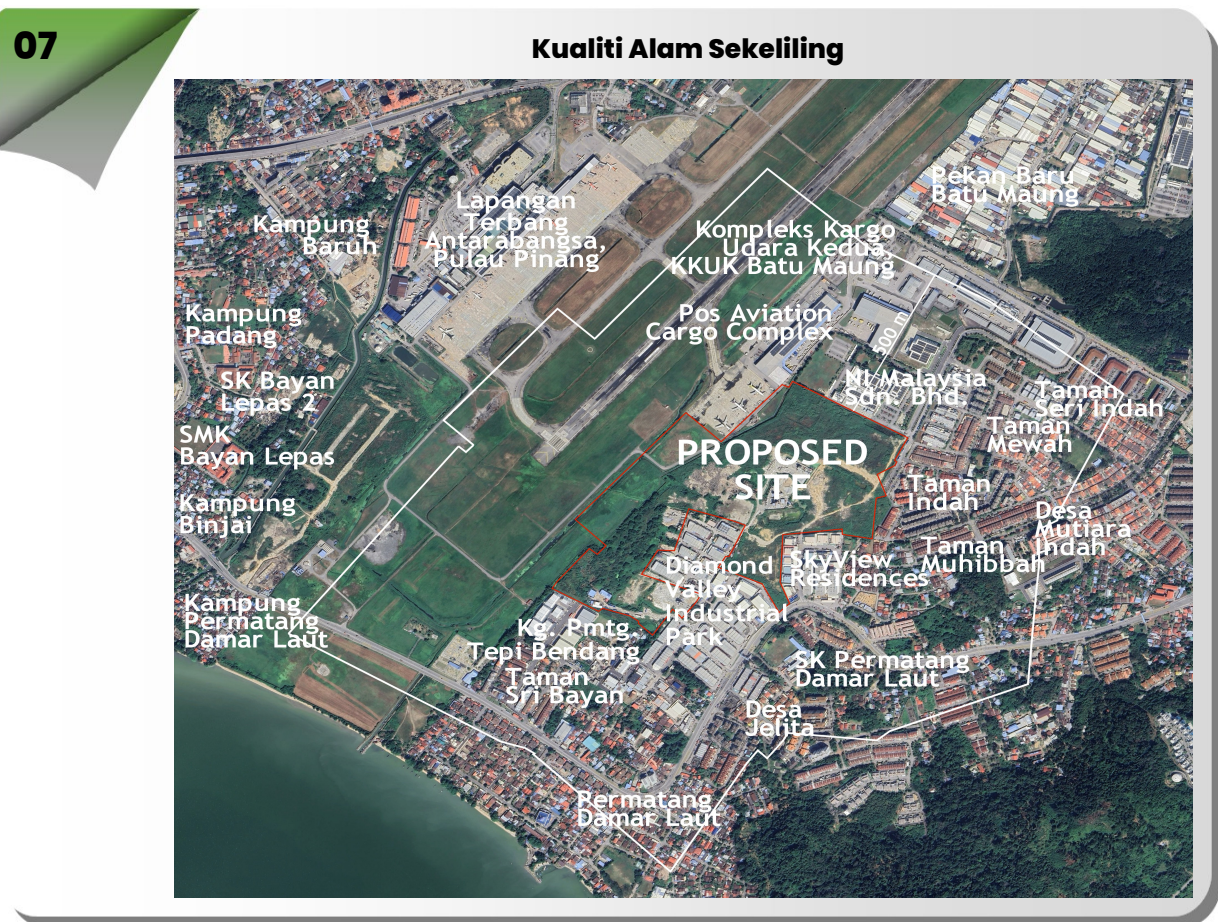 07
Kualiti Alam Sekeliling
Pekan Baru
Batu Maung
Lapangan
Terbang
Antarabangsa,
Pulau Pinang
Kampung
Baruh
Kompleks Kargo
Udara Kedua,
KKUK Batu Maung
Kampung
Padang
Pos Aviation
Cargo Complex
500 m
SK Bayan
Lepas 2
NI Malaysia
Sdn. Bhd.
Taman
Seri Indah
Taman
Mewah
SMK
Bayan Lepas
PROPOSED
SITE
Taman
Indah
Kampung
Binjai
Desa
Mutiara
Indah
Taman
Muhibbah
SkyView
Residences
Diamond
Valley
Industrial
Park
Kampung
Permatang
Damar Laut
Kg. Pmtg.
Tepi Bendang
Taman
Sri Bayan
SK Permatang
Damar Laut
Desa
Jelita
Permatang
Damar Laut